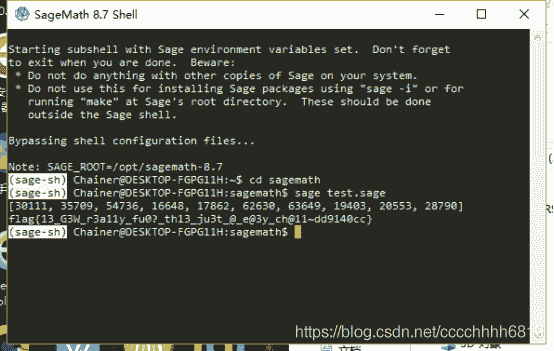 SageMath 8.7 Shell
Starting subshell with Sage environment variables set.  Don't forget
to exit when you are done.  Beware:
* Do not do anything with other copies of Sage on your system.
* Do not use this for installing Sage packages using "sage -i" or for
running "make" at Sage's root directory.  These should be done
outside the Sage shell.
Bypassing shell configuration files...
Note: SAGE_ROOT=/opt/sagemath-8.7
(sage-sh) Chainer@DESKTOP-FGPG11H:~$ cd sagemath
(sage-sh) Chainer@DESKTOP-FGPG11H:sagemath$ sage test.sage
[30111, 35709, 54736, 16648, 17862, 62630, 63649, 19403, 20553, 28790]
flag{13_G3W_r3a11y_fu0?_th13_ju3t_@_e@3y_ch@11~dd9140cc}
(sage-sh) Chainer@DESKTOP-FGPG11H:sagemath$